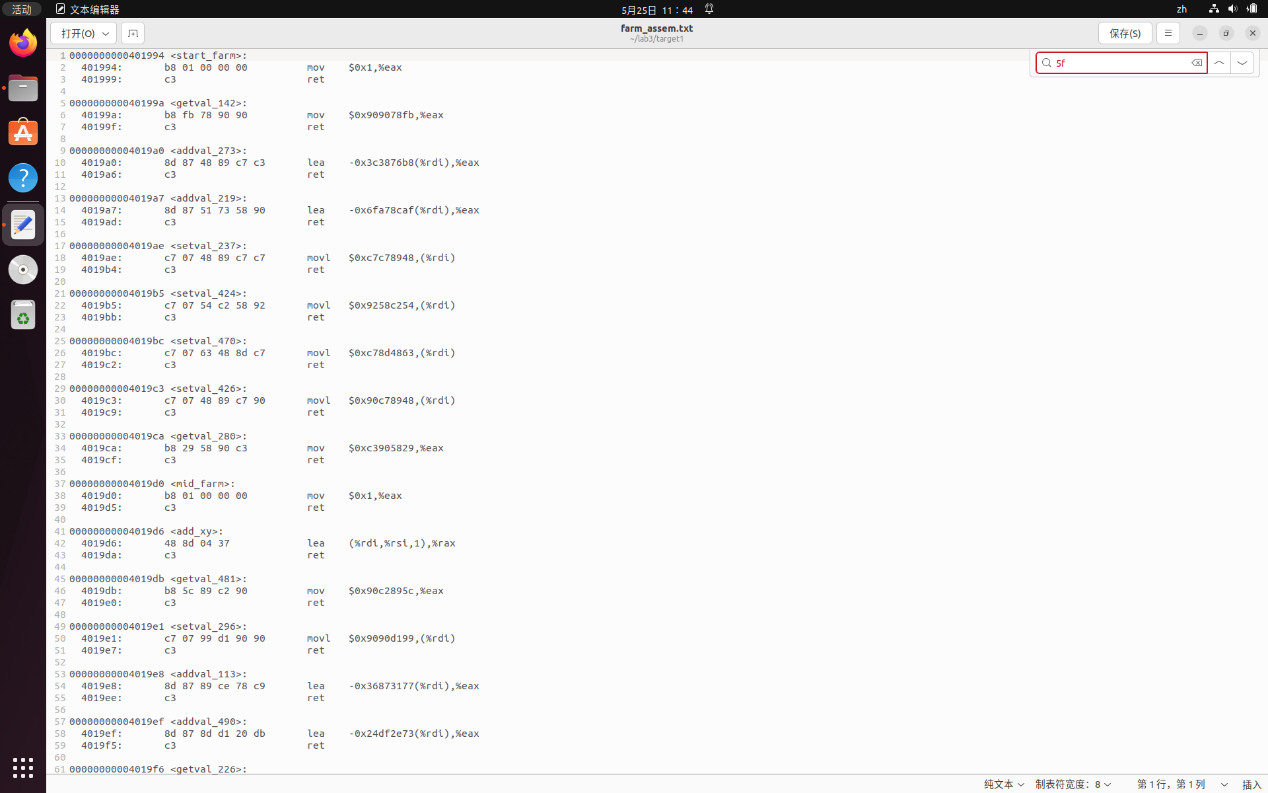 活动
文本编辑器
5月25日 11：44
zh
打开(O)
farm_assem.txt
~/lab3/target1
保存(S)
5f
1 0000000000401994 <start_farm>:
2   401994:       b8 01 00 00 00          mov    $0x1,%eax
3   401999:       c3                      ret
4
5 000000000040199a <getval_142>:
6   40199a:       b8 fb 78 90 90          mov    $0x909078fb,%eax
7   40199f:       c3                      ret
8
9 00000000004019a0 <addval_273>:
10   4019a0:       8d 87 48 89 c7 c3       lea    -0x3c3876b8(%rdi),%eax
11   4019a6:       c3                      ret
12
13 00000000004019a7 <addval_219>:
14   4019a7:       8d 87 51 73 58 90       lea    -0x6fa78caf(%rdi),%eax
15   4019ad:       c3                      ret
16
17 00000000004019ae <setval_237>:
18   4019ae:       c7 07 48 89 c7 c7       movl   $0xc7c78948,(%rdi)
19   4019b4:       c3                      ret
20
21 00000000004019b5 <setval_424>:
22   4019b5:       c7 07 54 c2 58 92       movl   $0x9258c254,(%rdi)
23   4019bb:       c3                      ret
24
25 00000000004019bc <setval_470>:
26   4019bc:       c7 07 63 48 8d c7       movl   $0xc78d4863,(%rdi)
27   4019c2:       c3                      ret
28
29 00000000004019c3 <setval_426>:
30   4019c3:       c7 07 48 89 c7 90       movl   $0x90c78948,(%rdi)
31   4019c9:       c3                      ret
32
33 00000000004019ca <getval_280>:
34   4019ca:       b8 29 58 90 c3          mov    $0xc3905829,%eax
35   4019cf:       c3                      ret
36
37 00000000004019d0 <mid_farm>:
38   4019d0:       b8 01 00 00 00          mov    $0x1,%eax
39   4019d5:       c3                      ret
40
41 00000000004019d6 <add_xy>:
42   4019d6:       48 8d 04 37             lea    (%rdi,%rsi,1),%rax
43   4019da:       c3                      ret
44
45 00000000004019db <getval_481>:
46   4019db:       b8 5c 89 c2 90          mov    $0x90c2895c,%eax
47   4019e0:       c3                      ret
48
49 00000000004019e1 <setval_296>:
50   4019e1:       c7 07 99 d1 90 90       movl   $0x9090d199,(%rdi)
51   4019e7:       c3                      ret
52
53 00000000004019e8 <addval_113>:
54   4019e8:       8d 87 89 ce 78 c9       lea    -0x36873177(%rdi),%eax
55   4019ee:       c3                      ret
56
57 00000000004019ef <addval_490>:
58   4019ef:       8d 87 8d d1 20 db       lea    -0x24df2e73(%rdi),%eax
59   4019f5:       c3                      ret
60
61 00000000004019f6 <getval_226>:
纯文本
制表符宽度：8
第 1 行，第 1 列
插入